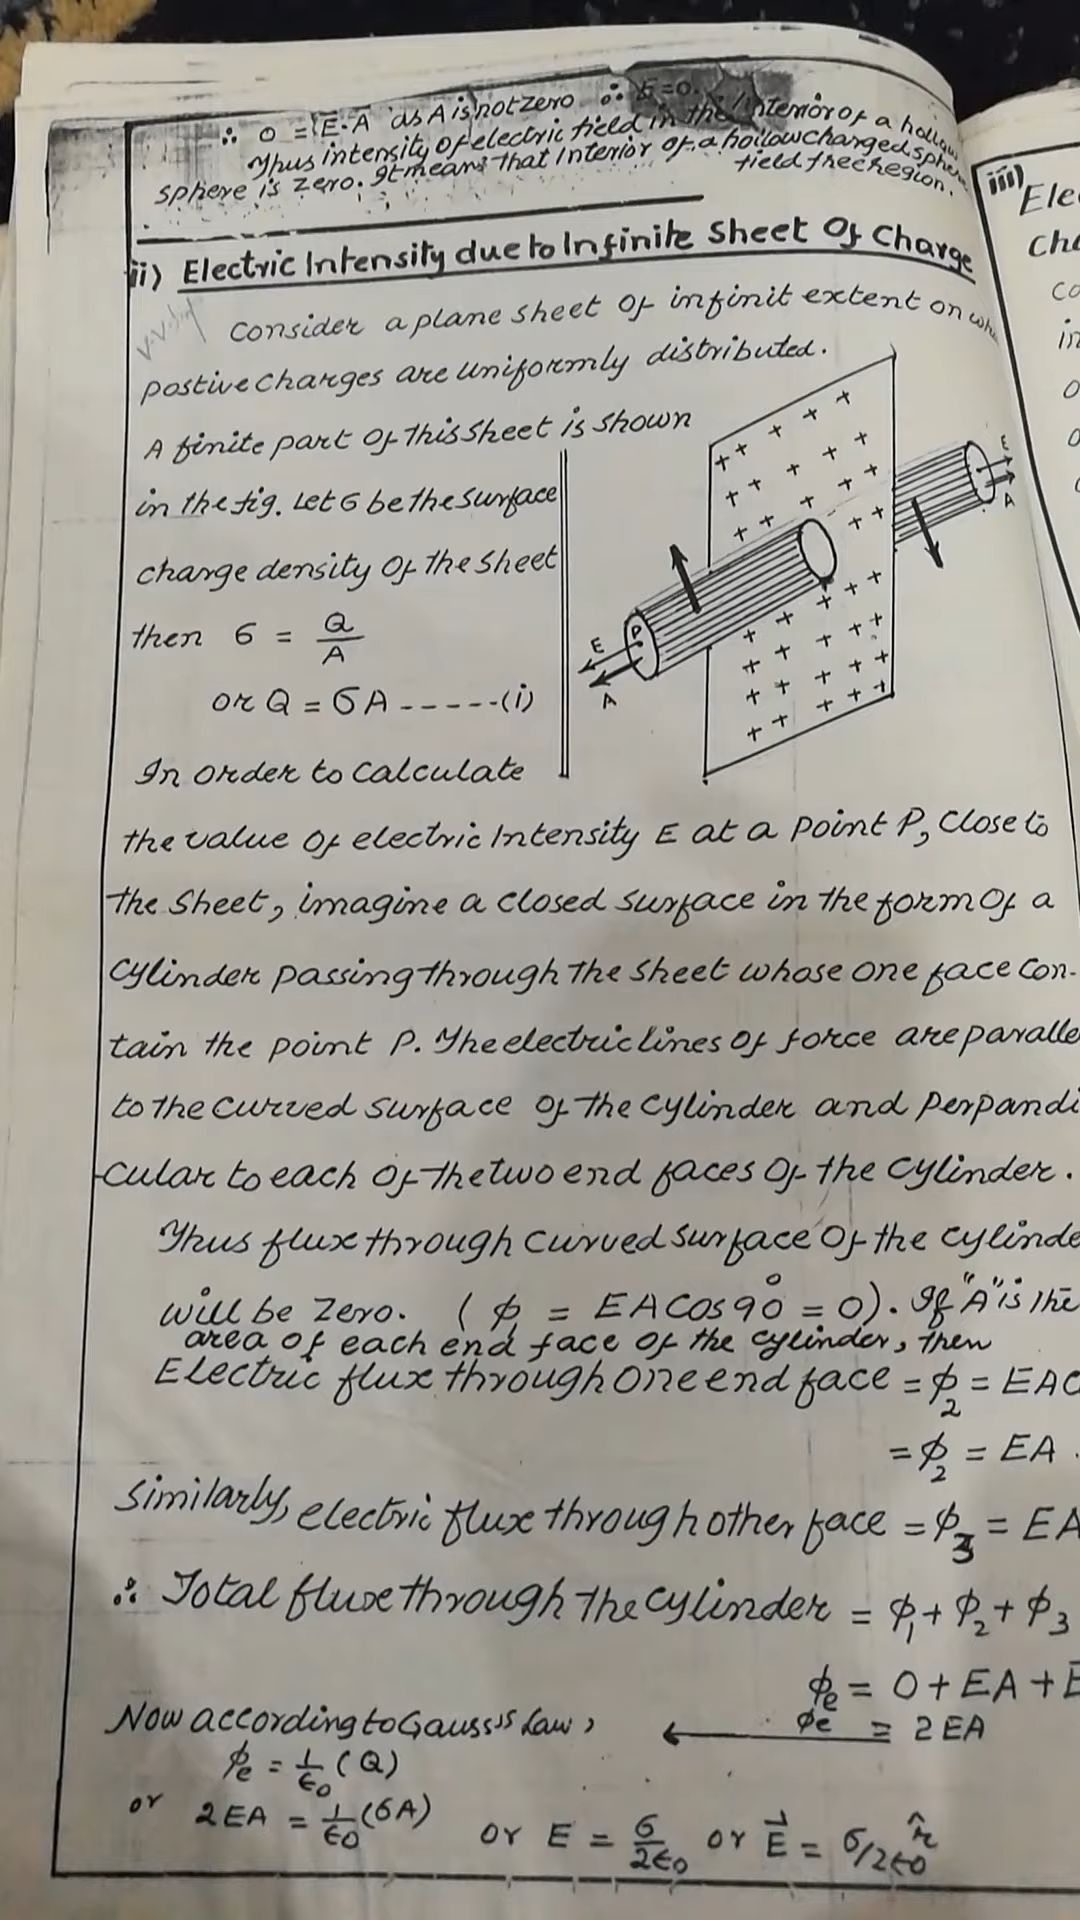 ∴ 0 = E·A as A is not zero ∴ E=0.
Thus intensity of electric field in the interior of a hollow
sphere is zero. It means that Interior of a hollow charged sphere
field free region.
ii) Electric Intensity due to Infinite Sheet Of Charge
Consider a plane sheet of infinit extent on
postive charges are uniformly distributed.
A finite part of this sheet is shown
in the fig. Let σ be the surface
charge density of the sheet
then σ = Q/A
or Q = σA -----(i)
In order to calculate
the value of electric Intensity E at a point P, close to
the sheet, imagine a closed surface in the form of a
cylinder passing through the sheet whose one face con-
tain the point P. The electric lines of force are paralle
to the curved surface of the cylinder and perpandi
cular to each of the two end faces of the cylinder.
Thus flux through curved surface of the cylinde
will be zero. ( ϕ₁ = EA Cos90° = 0). If "A" is the
area of each end face of the cylinder, then
Electric flux through one end face = ϕ₂ = EAC
= ϕ₂ = EA
Similarly, electric flux through other face = ϕ₃ = EA
∴ Total flux through the cylinder = ϕ₁ + ϕ₂ + ϕ₃
ϕe = 0 + EA + E
ϕe = 2EA
Now according to Gauss's Law,
ϕe = 1/ϵ0 (Q)
or 2EA = 1/ϵ0 (σA) or E = σ/2ϵ0 or E⃗ = σ/2ϵ0 r̂
P
E
A
E
A
iii)
Ele
Cha
co
in